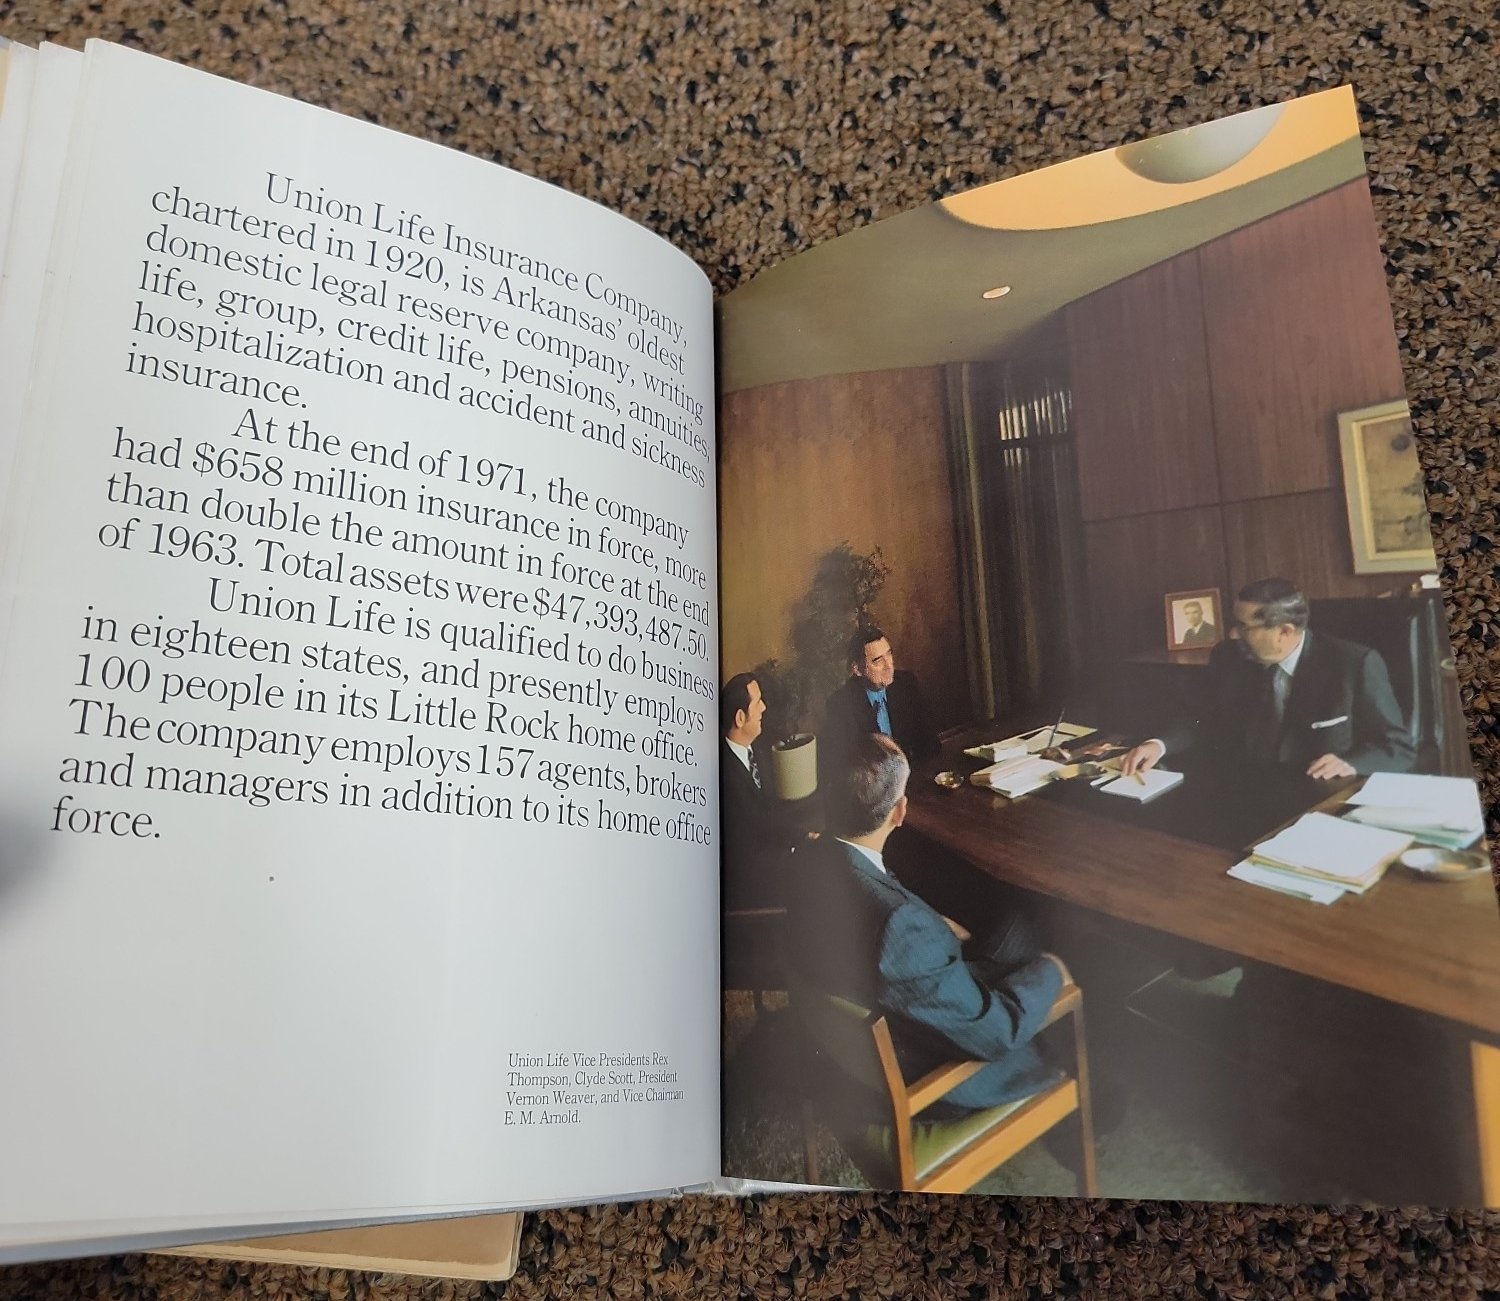 Union Life Insurance Company,
chartered in 1920, is Arkansas' oldest
domestic legal reserve company, writing
life, group, credit life, pensions, annuities,
hospitalization and accident and sickness
insurance.
At the end of 1971, the company
had $658 million insurance in force, more
than double the amount in force at the end
of 1963. Total assets were $47,393,487.50.
Union Life is qualified to do business
in eighteen states, and presently employs
100 people in its Little Rock home office.
The company employs 157 agents, brokers
and managers in addition to its home office
force.
Union Life Vice Presidents Rex
Thompson, Clyde Scott, President
Vernon Weaver, and Vice Chairman
E. M. Arnold.